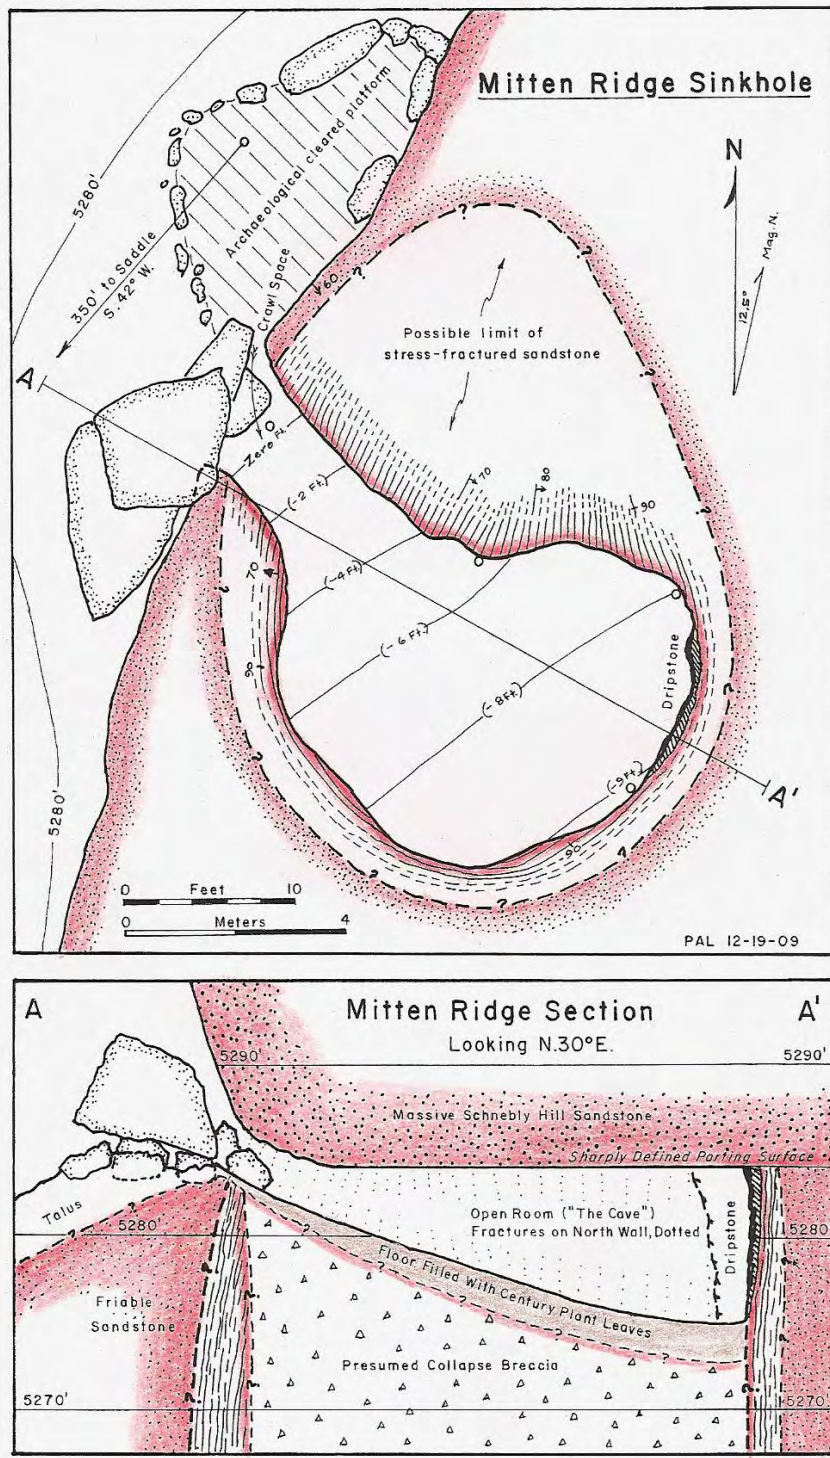 Mitten Ridge Sinkhole
N
Mag. N.
12.5°
5280'
Archaeological cleared platform
350' to Saddle
S. 42° W.
Crawl Space
60
?
?
?
Possible limit of
stress-fractured sandstone
A
Zero Ft.
(-2 Ft)
70
80
90
?
?
(-4 Ft)
70
?
(-6 Ft)
90
Dripstone
?
(-8 Ft)
?
(-9 Ft)
A'
5280'
90
?
?
?
0 Feet 10
0 Meters 4
PAL 12-19-09
A
Mitten Ridge Section
A'
Looking N. 30° E.
5290'
5290'
Massive Schnebly Hill Sandstone
Sharply Defined Parting Surface
Talus
5280'
Open Room ("The Cave")
Fractures on North Wall, Dotted
Dripstone
5280'
Floor Filled With Century Plant Leaves
Friable
Sandstone
Presumed Collapse Breccia
5270'
5270'